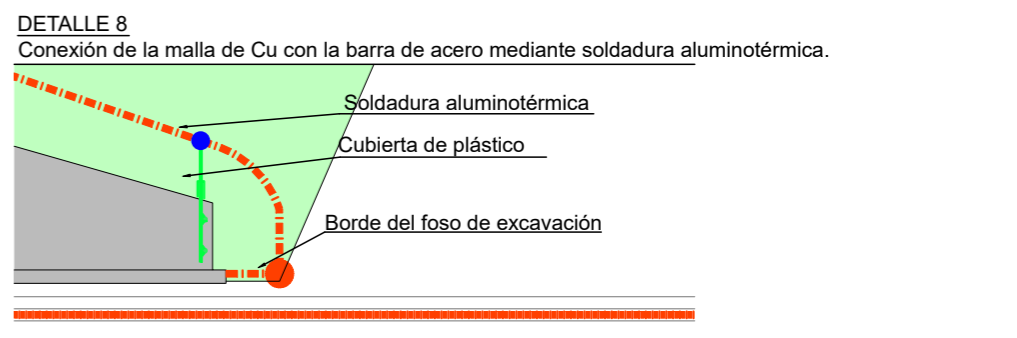 DETALLE 8
Conexión de la malla de Cu con la barra de acero mediante soldadura aluminotérmica.
Soldadura aluminotérmica
Cubierta de plástico
Borde del foso de excavación